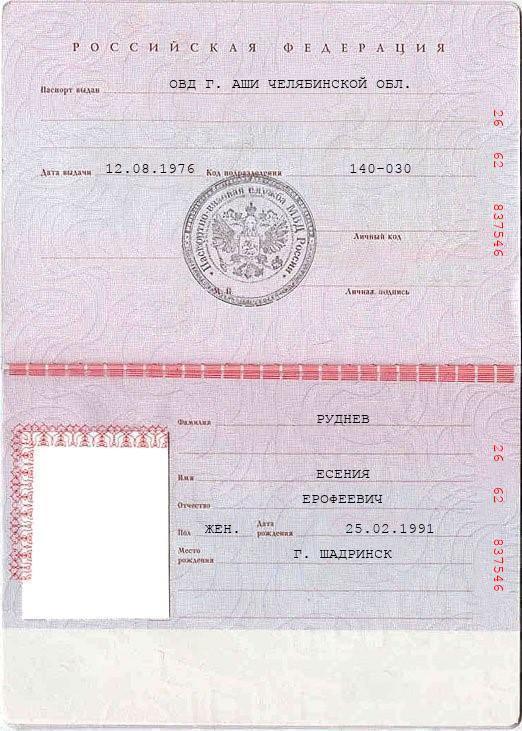 РОССИЙСКАЯ ФЕДЕРАЦИЯ
Паспорт выдан ОВД Г. АШИ ЧЕЛЯБИНСКОЙ ОБЛ.
Дата выдачи 12.08.1976 Код подразделения 140-030
26 62 837546
Паспортно-визовая служба МВД России
Личный код
М. П. Личная подпись
Фамилия РУДНЕВ
Имя ЕСЕНИЯ
Отчество ЕРОФЕЕВИЧ
Пол ЖЕН. Дата рождения 25.02.1991
Место рождения Г. ШАДРИНСК
26 62 837546